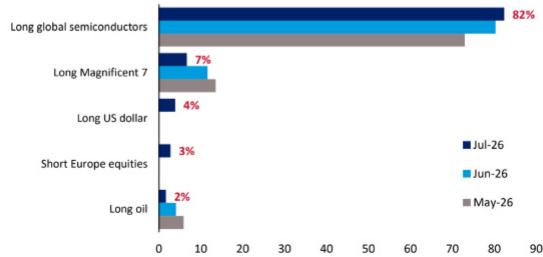 Long global semiconductors
82%
Long Magnificent 7
7%
Long US dollar
4%
Short Europe equities
3%
Long oil
2%
Jul-26
Jun-26
May-26
0 10 20 30 40 50 60 70 80 90